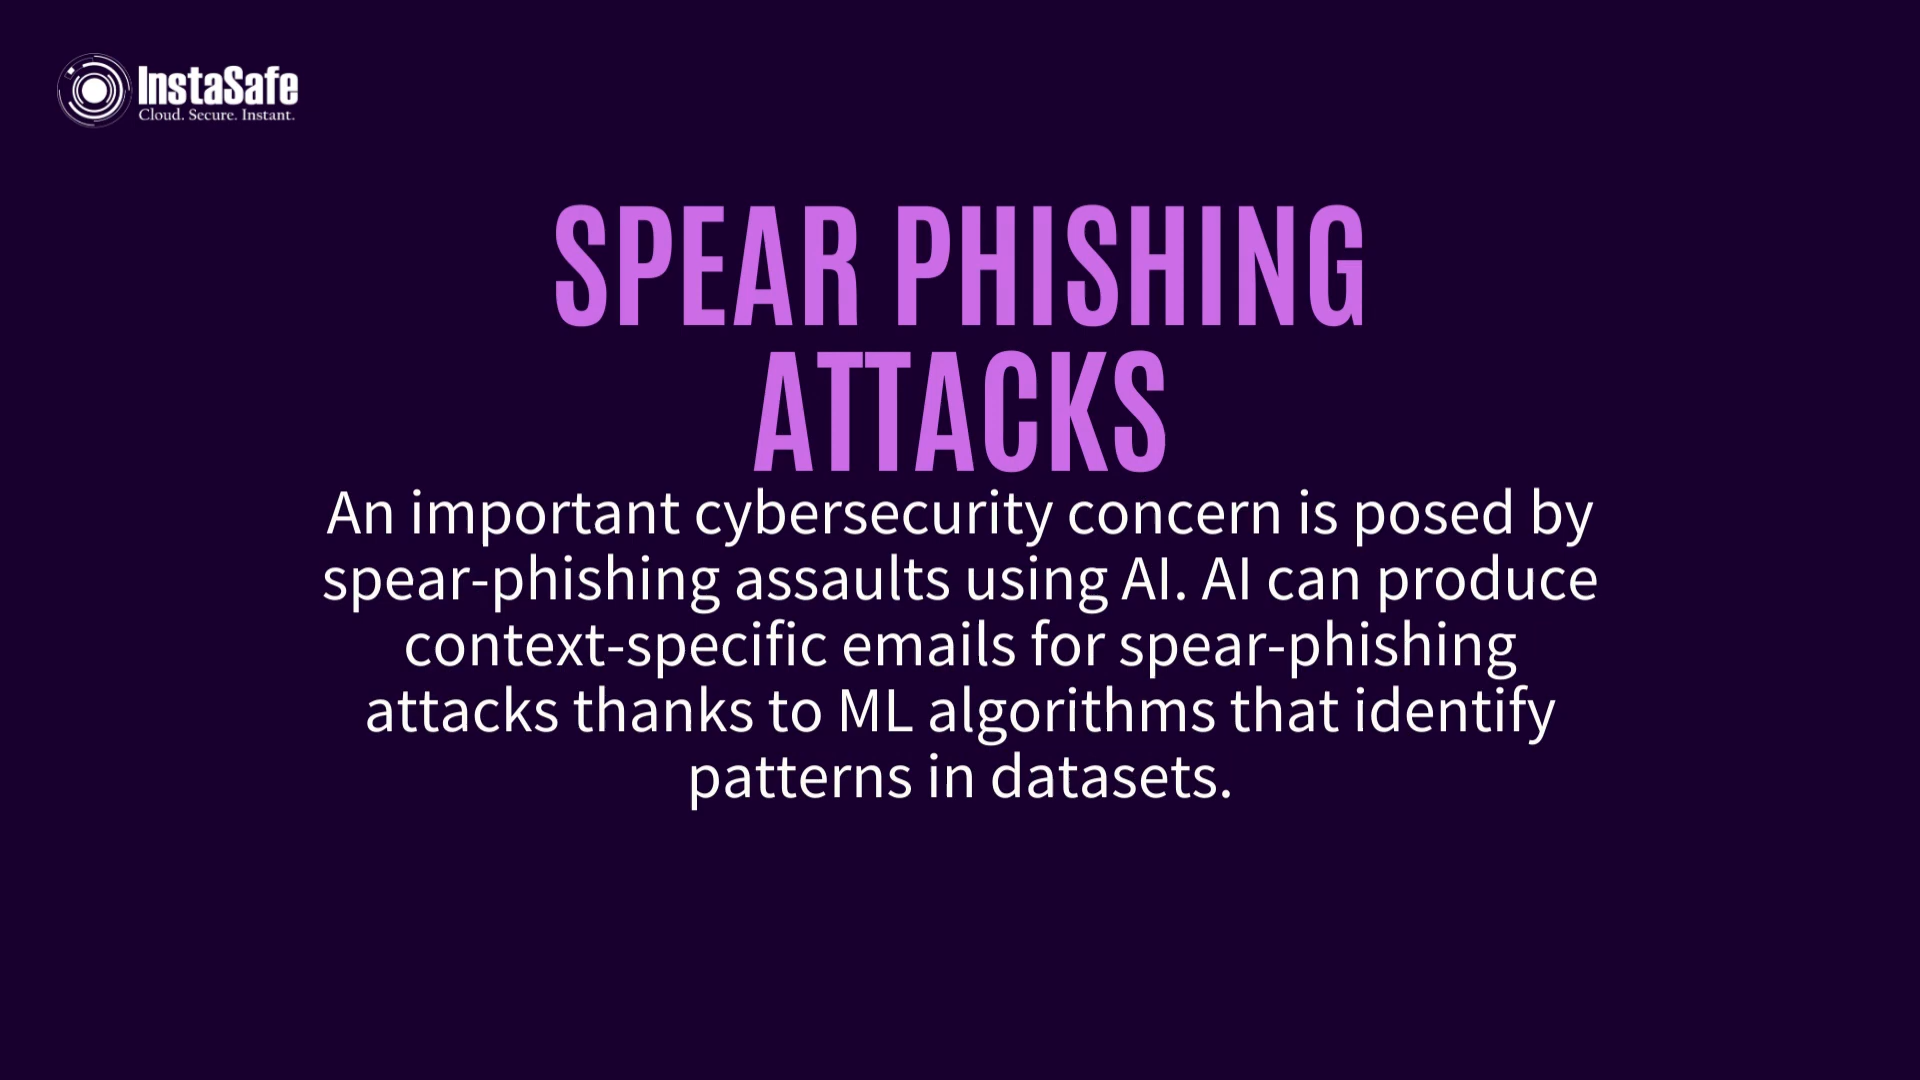 InstaSafe
Cloud. Secure. Instant.
SPEAR PHISHING
ATTACKS
An important cybersecurity concern is posed by
spear-phishing assaults using AI. AI can produce
context-specific emails for spear-phishing
attacks thanks to ML algorithms that identify
patterns in datasets.